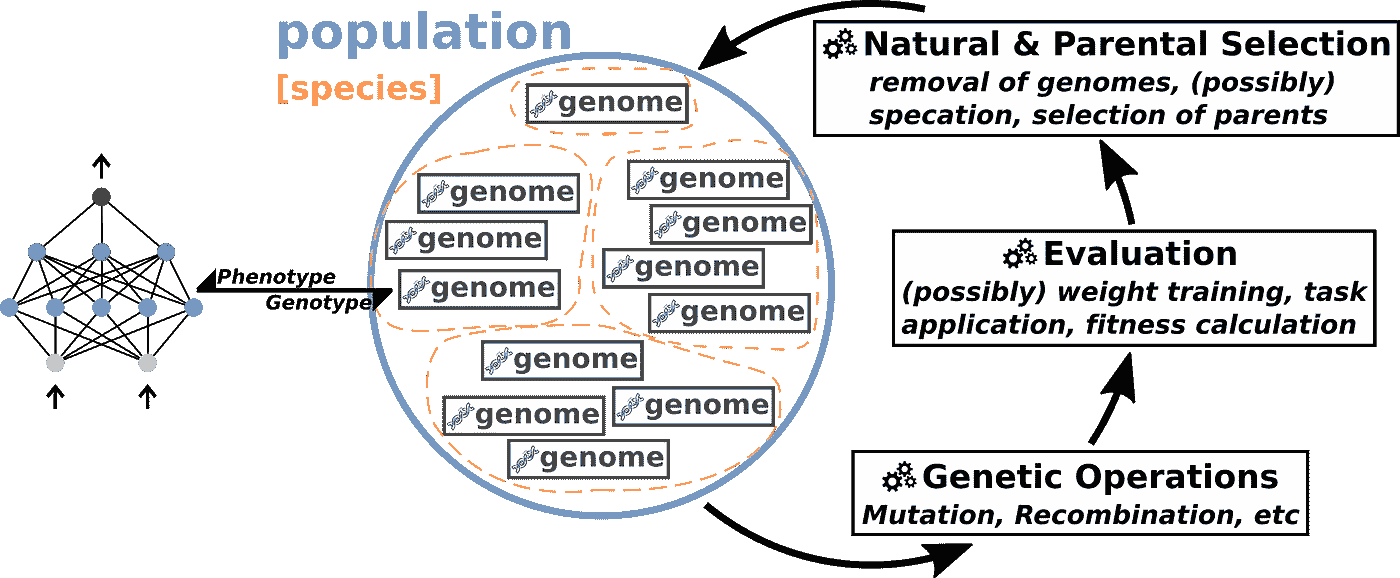 population
[species]
genome
genome
genome
genome
genome
genome
genome
genome
genome
genome
genome
genome
Phenotype
Genotype
Natural & Parental Selection
removal of genomes, (possibly)
specation, selection of parents
Evaluation
(possibly) weight training, task
application, fitness calculation
Genetic Operations
Mutation, Recombination, etc